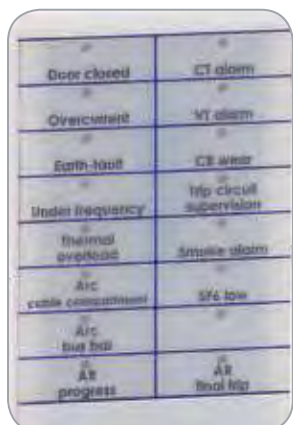 Door closed
CT alarm
Overcurrent
VT alarm
Earth-fault
CB wear
Under frequency
Trip circuit
supervision
Thermal
overload
Smoke alarm
Arc
cable compartment
SF6 low
Arc
bus bar
AR
progress
AR
final trip